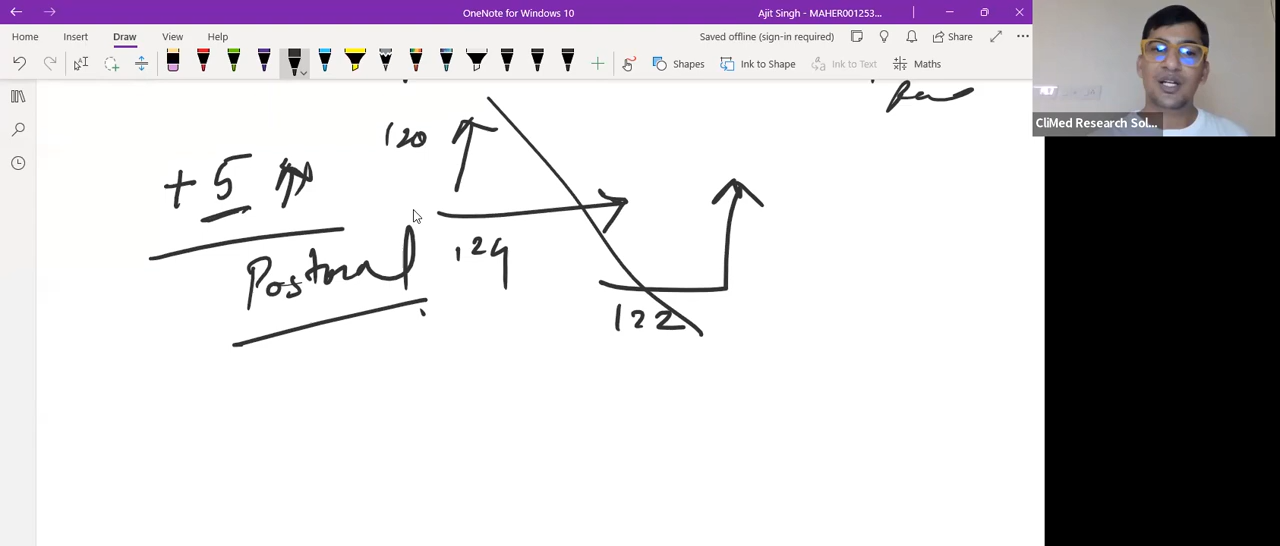 OneNote for Windows 10
Ajit Singh - MAHER001253...
Home Insert Draw View Help
Saved offline (sign-in required) Share
Shapes Ink to Shape Ink to Text Maths
CliMed Research Sol...
120
+ 5
Postural
124
122